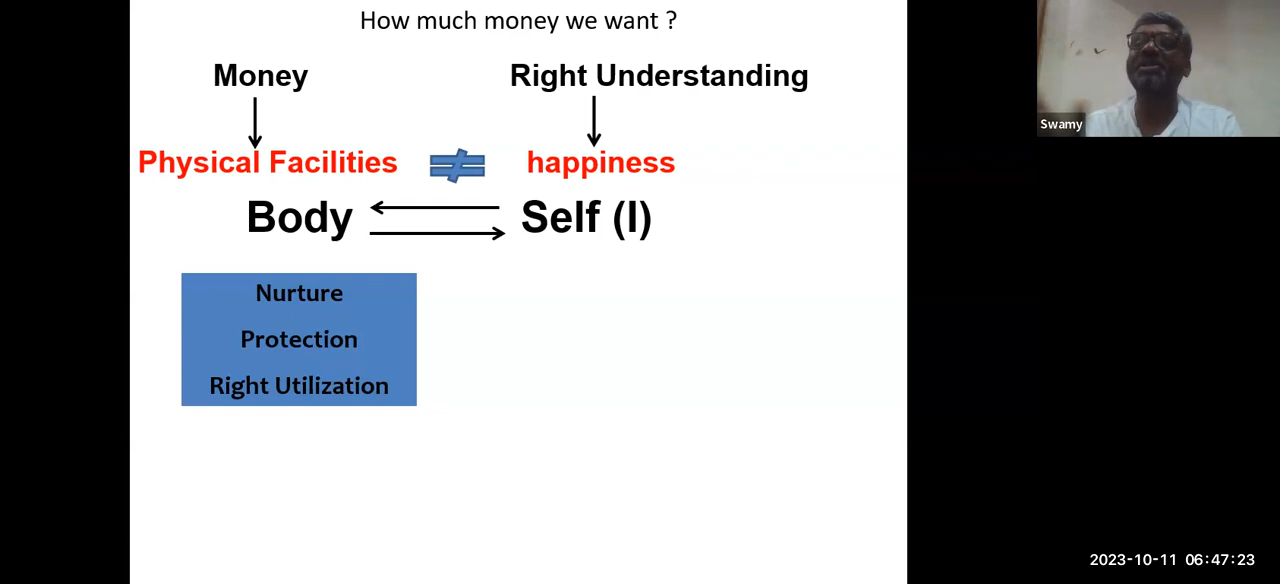 How much money we want ?
Money
Right Understanding
Physical Facilities
happiness
Body
Self (I)
Nurture
Protection
Right Utilization
Swamy
2023-10-11 06:47:23